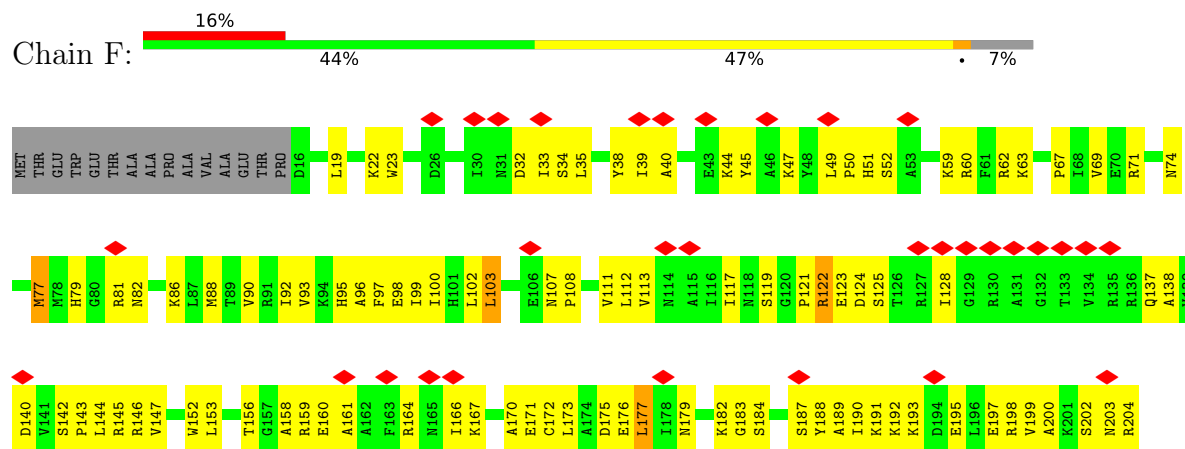 16%
Chain F:
44% 47% • 7%
MET THR GLU TRP GLU THR ALA ALA PRO ALA VAL ALA GLU THR PRO D16 L19 K22 W23 D26 I30 N31 D32 I33 S34 L35 Y38 I39 A40 E43 K44 Y45 A46 K47 Y48 L49 P50 H51 S52 A53 K59 R60 F61 R62 K63 P67 I68 V69 E70 R71 N74
M77 M78 H79 G80 R81 N82 K86 L87 M88 T89 V90 R91 I92 V93 K94 H95 A96 F97 E98 I99 I100 H101 L102 L103 E106 N107 P108 V111 L112 V113 N114 A115 I116 I117 N118 S119 G120 P121 R122 E123 D124 S125 T126 R127 I128 G129 R130 A131 G132 T133 V134 R135 R136 Q137 A138
D140 V141 S142 P143 L144 R145 R146 V147 W152 L153 T156 G157 A158 R159 E160 A161 A162 F163 R164 N165 I166 K167 A170 E171 C172 L173 A174 D175 E176 L177 I178 N179 K182 G183 S184 S187 Y188 A189 I190 K191 K192 K193 D194 E195 L196 E197 R198 V199 A200 K201 S202 N203 R204